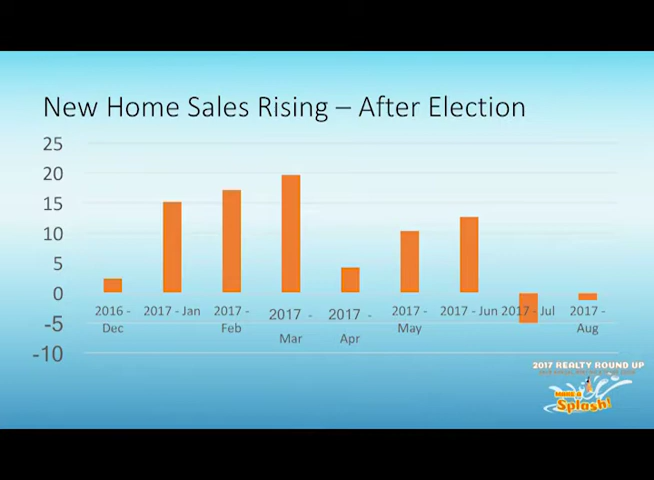 New Home Sales Rising – After Election
25
20
15
10
5
0
-5
-10
2016 - Dec
2017 - Jan
2017 - Feb
2017 - Mar
2017 - Apr
2017 - May
2017 - Jun
2017 - Jul
2017 - Aug
2017 REALTY ROUND UP
MAKE A
Splash!